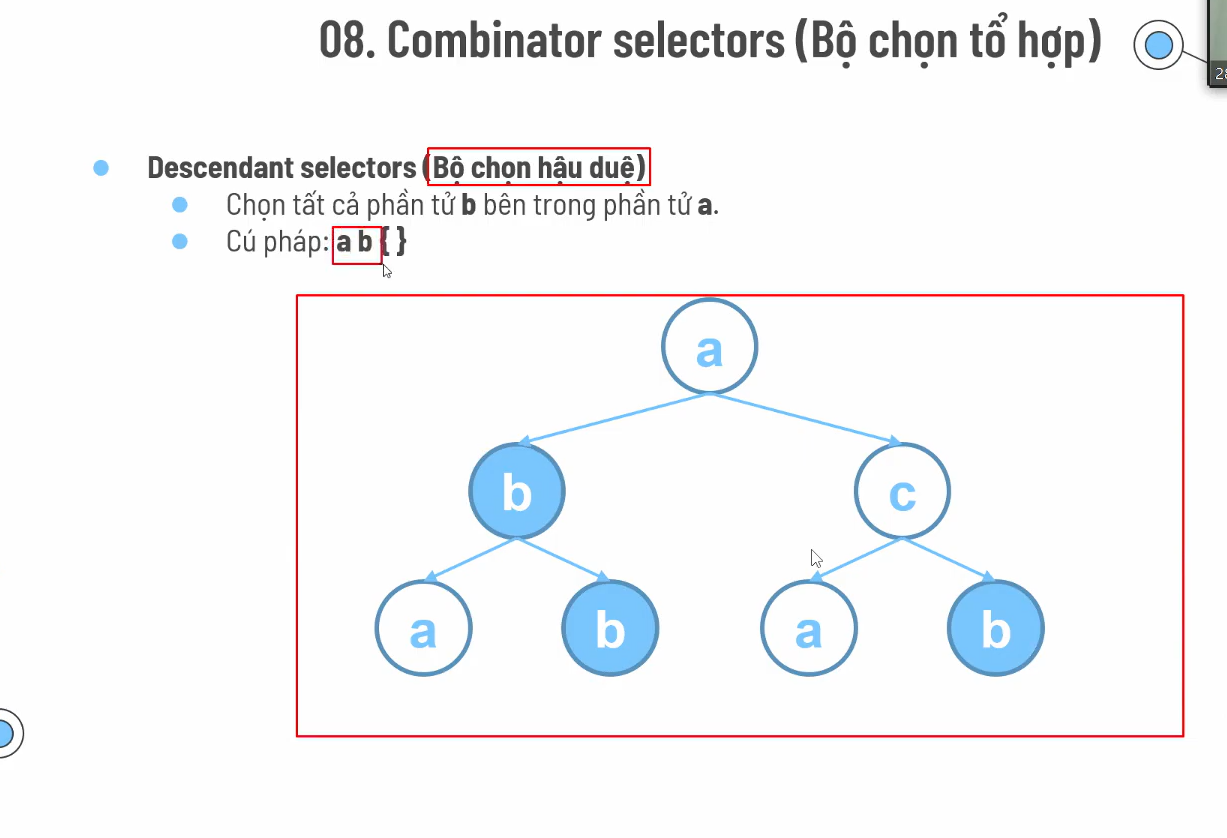 08. Combinator selectors (Bộ chọn tổ hợp)
28
Descendant selectors (Bộ chọn hậu duệ)
Chọn tất cả phần tử b bên trong phần tử a.
Cú pháp: a b { }
a
b c
a b a b